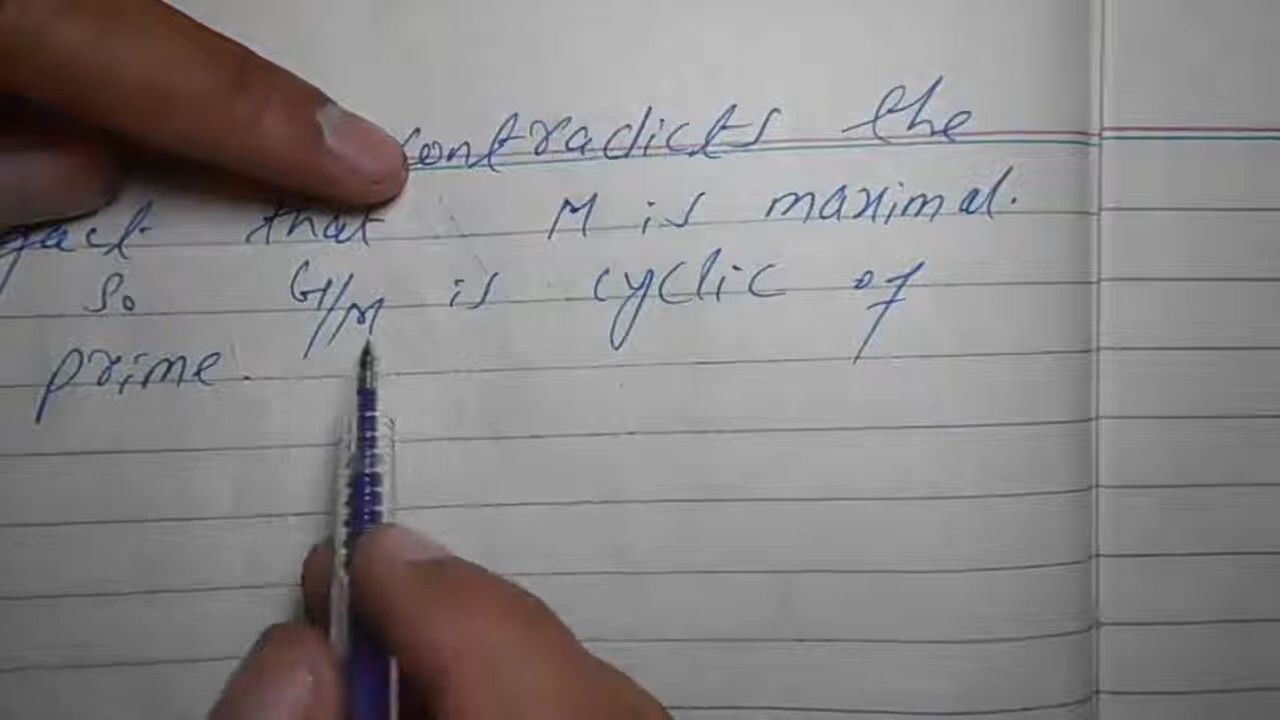 contradicts the
fact that M is maximal.
So G/M is cyclic of
prime.